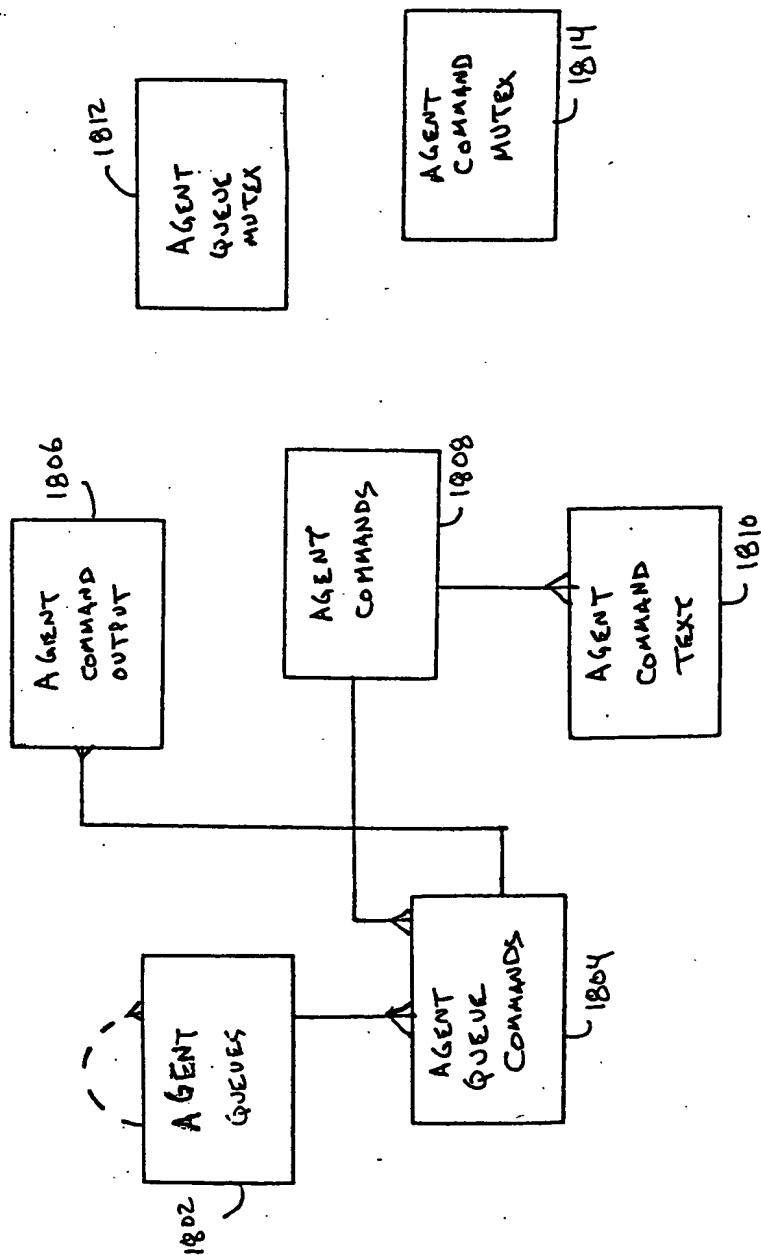 AGENT
QUEUES
1802
AGENT
QUEUE
COMMANDS
1804
AGENT
COMMAND
OUTPUT
1806
AGENT
COMMANDS
1808
AGENT
COMMAND
TEXT
1810
AGENT
QUEUE
MUTEX
1812
AGENT
COMMAND
MUTEX
1814